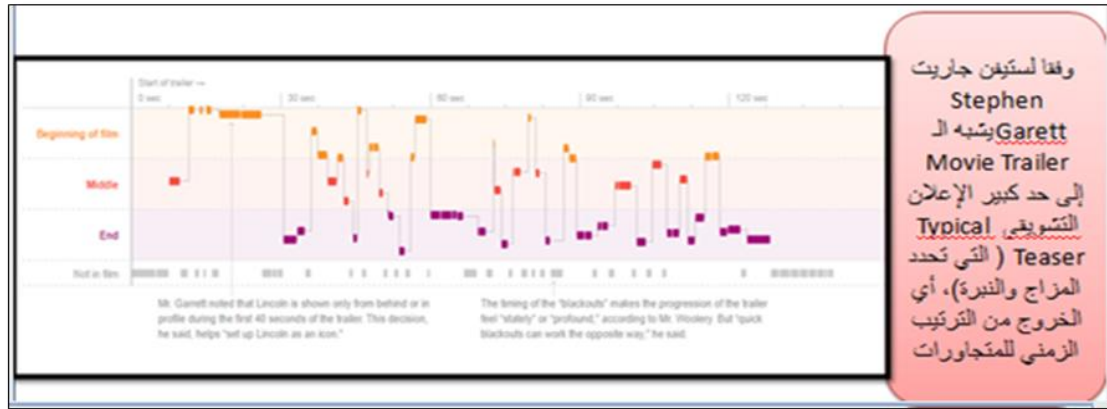 وفقا لستيفن جاريت
Stephen
Garett يشبه الـ
Movie Trailer
إلى حد كبير الإعلان
التشويقي Typical
Teaser ( التي تحدد
المزاج والنبرة)، أي
الخروج من الترتيب
الزمني للمتجاورات
Start of trailer —
0 sec 30 sec 60 sec 90 sec 120 sec
Beginning of film
Middle
End
Not in film
Mr. Garrett noted that Lincoln is shown only from behind or in
profile during the first 40 seconds of the trailer. This decision,
he said, helps "set up Lincoln as an icon."
The timing of the "blackouts" makes the progression of the trailer
feel "stately" or "profound," according to Mr. Woollery. But "quick
blackouts can work the opposite way," he said.